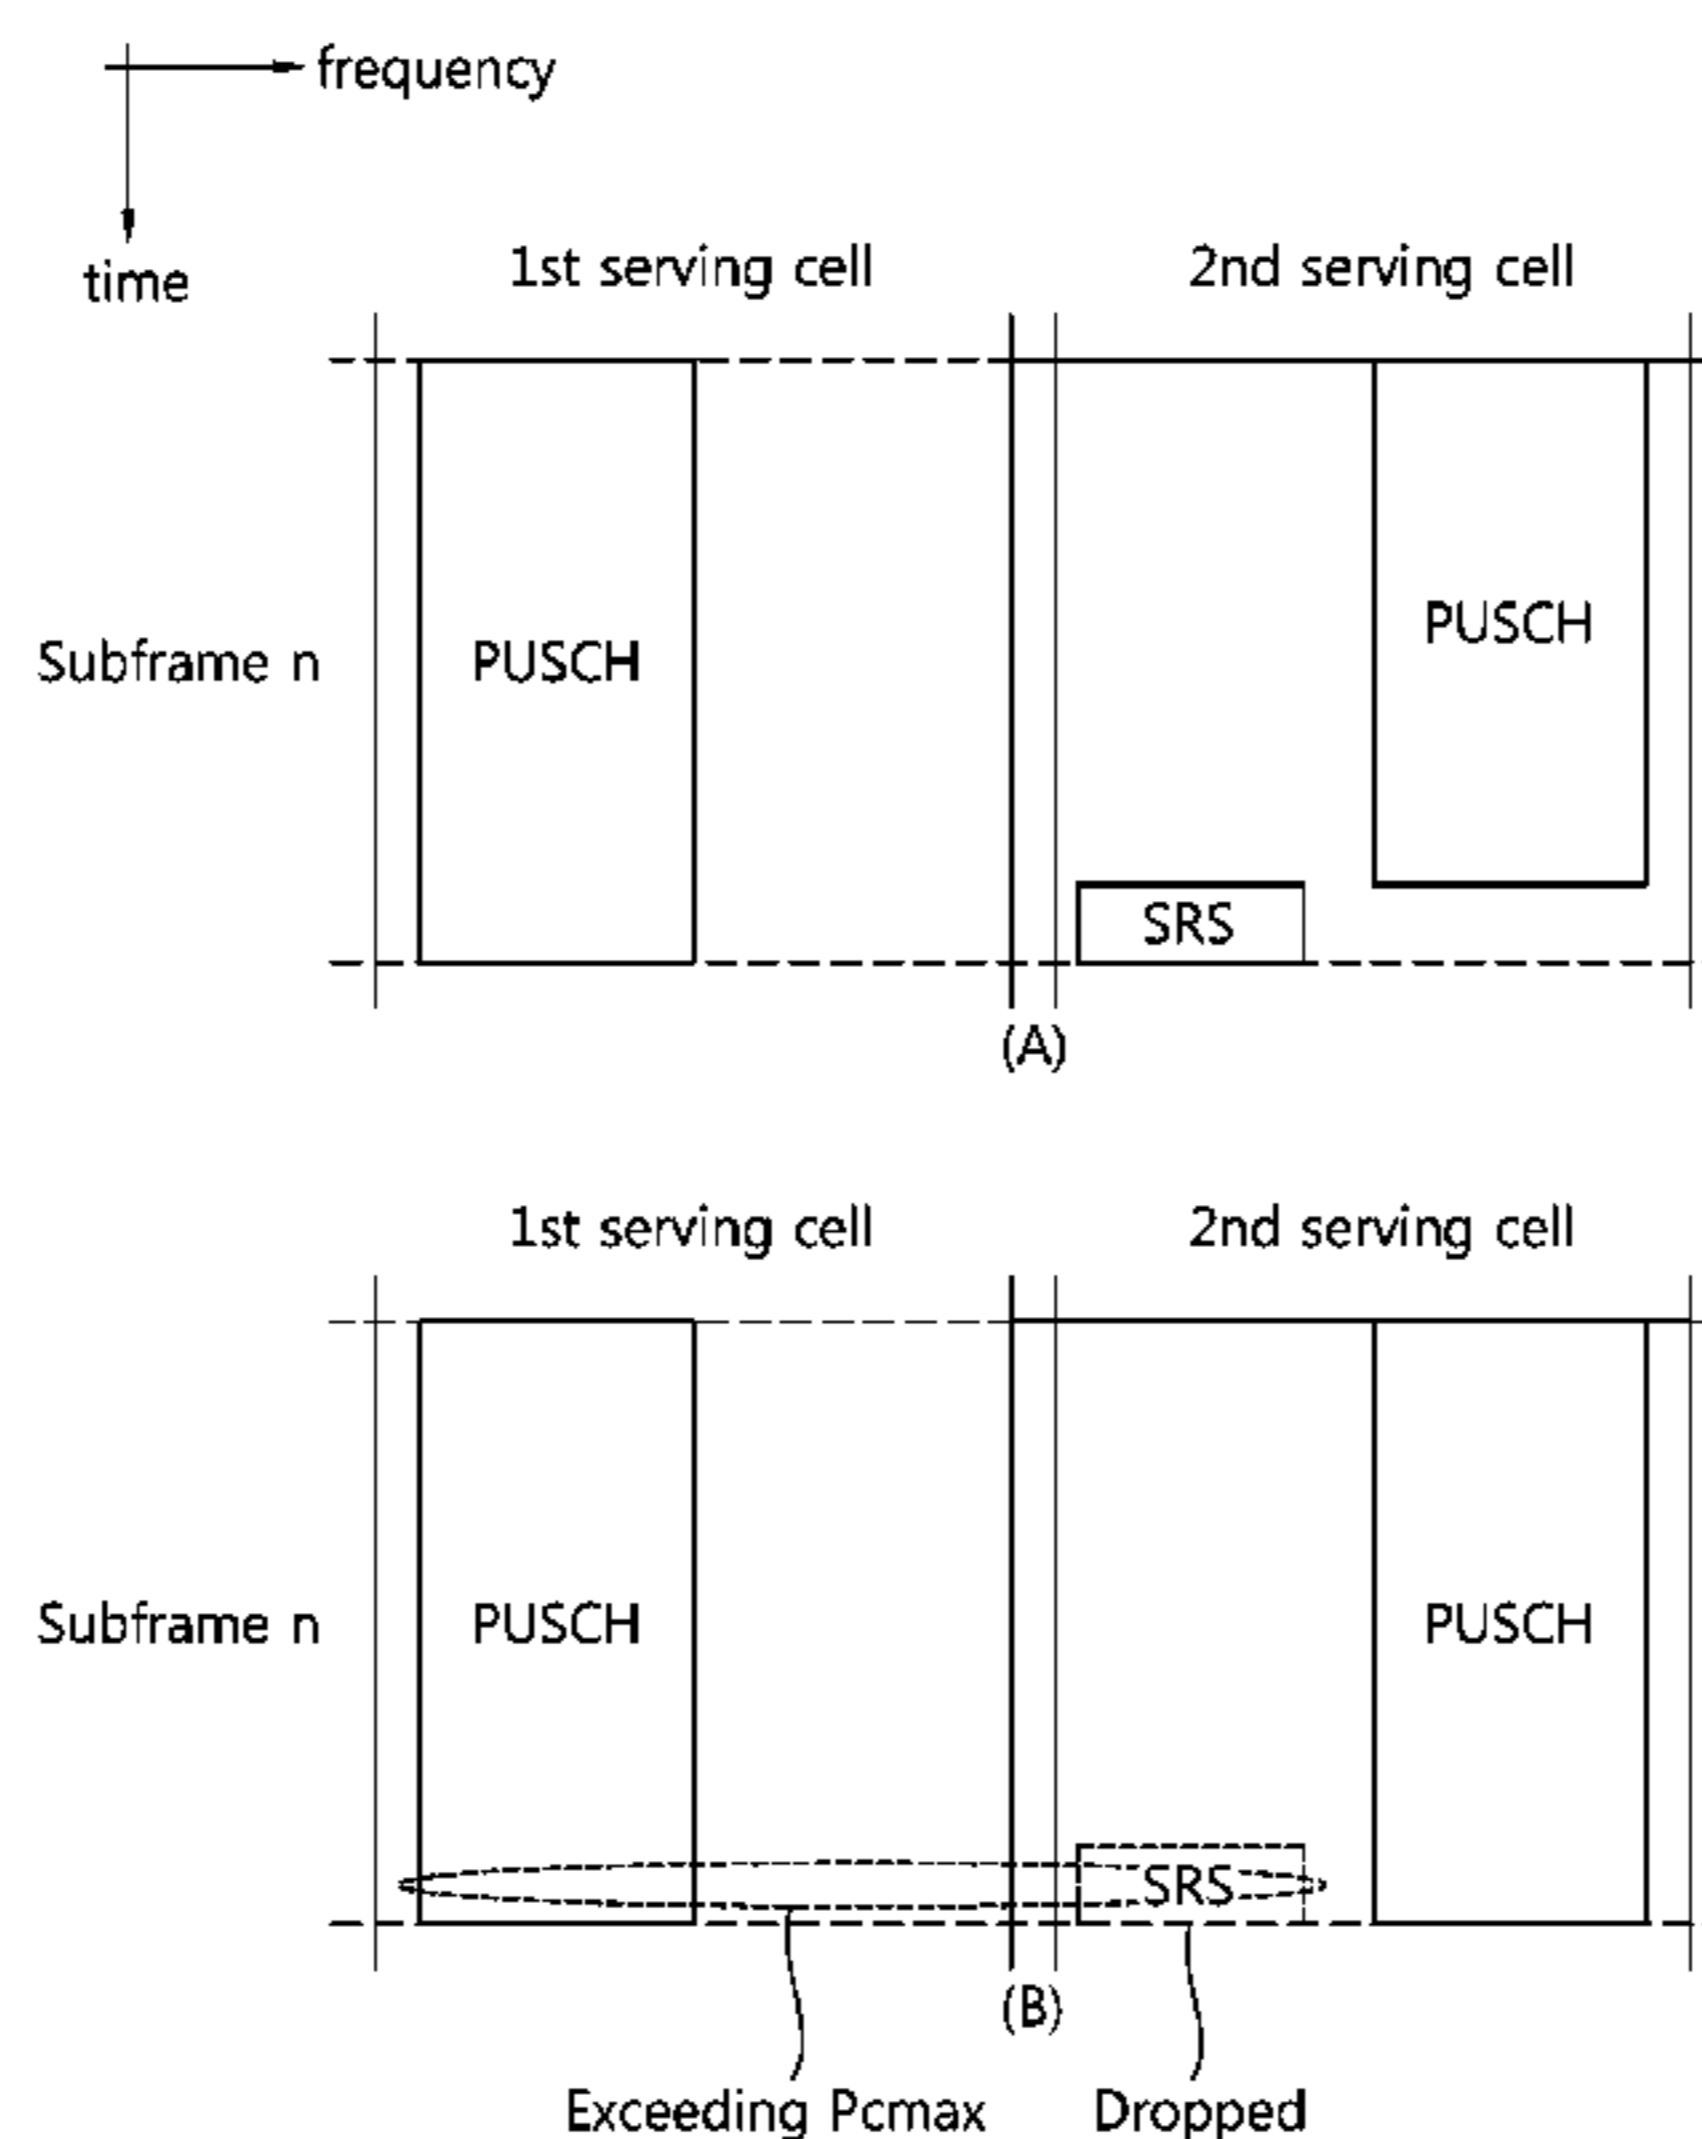 frequency
time
1st serving cell 2nd serving cell
Subframe n PUSCH PUSCH
SRS
(A)
1st serving cell 2nd serving cell
Subframe n PUSCH PUSCH
SRS
(B)
Exceeding Pcmax Dropped